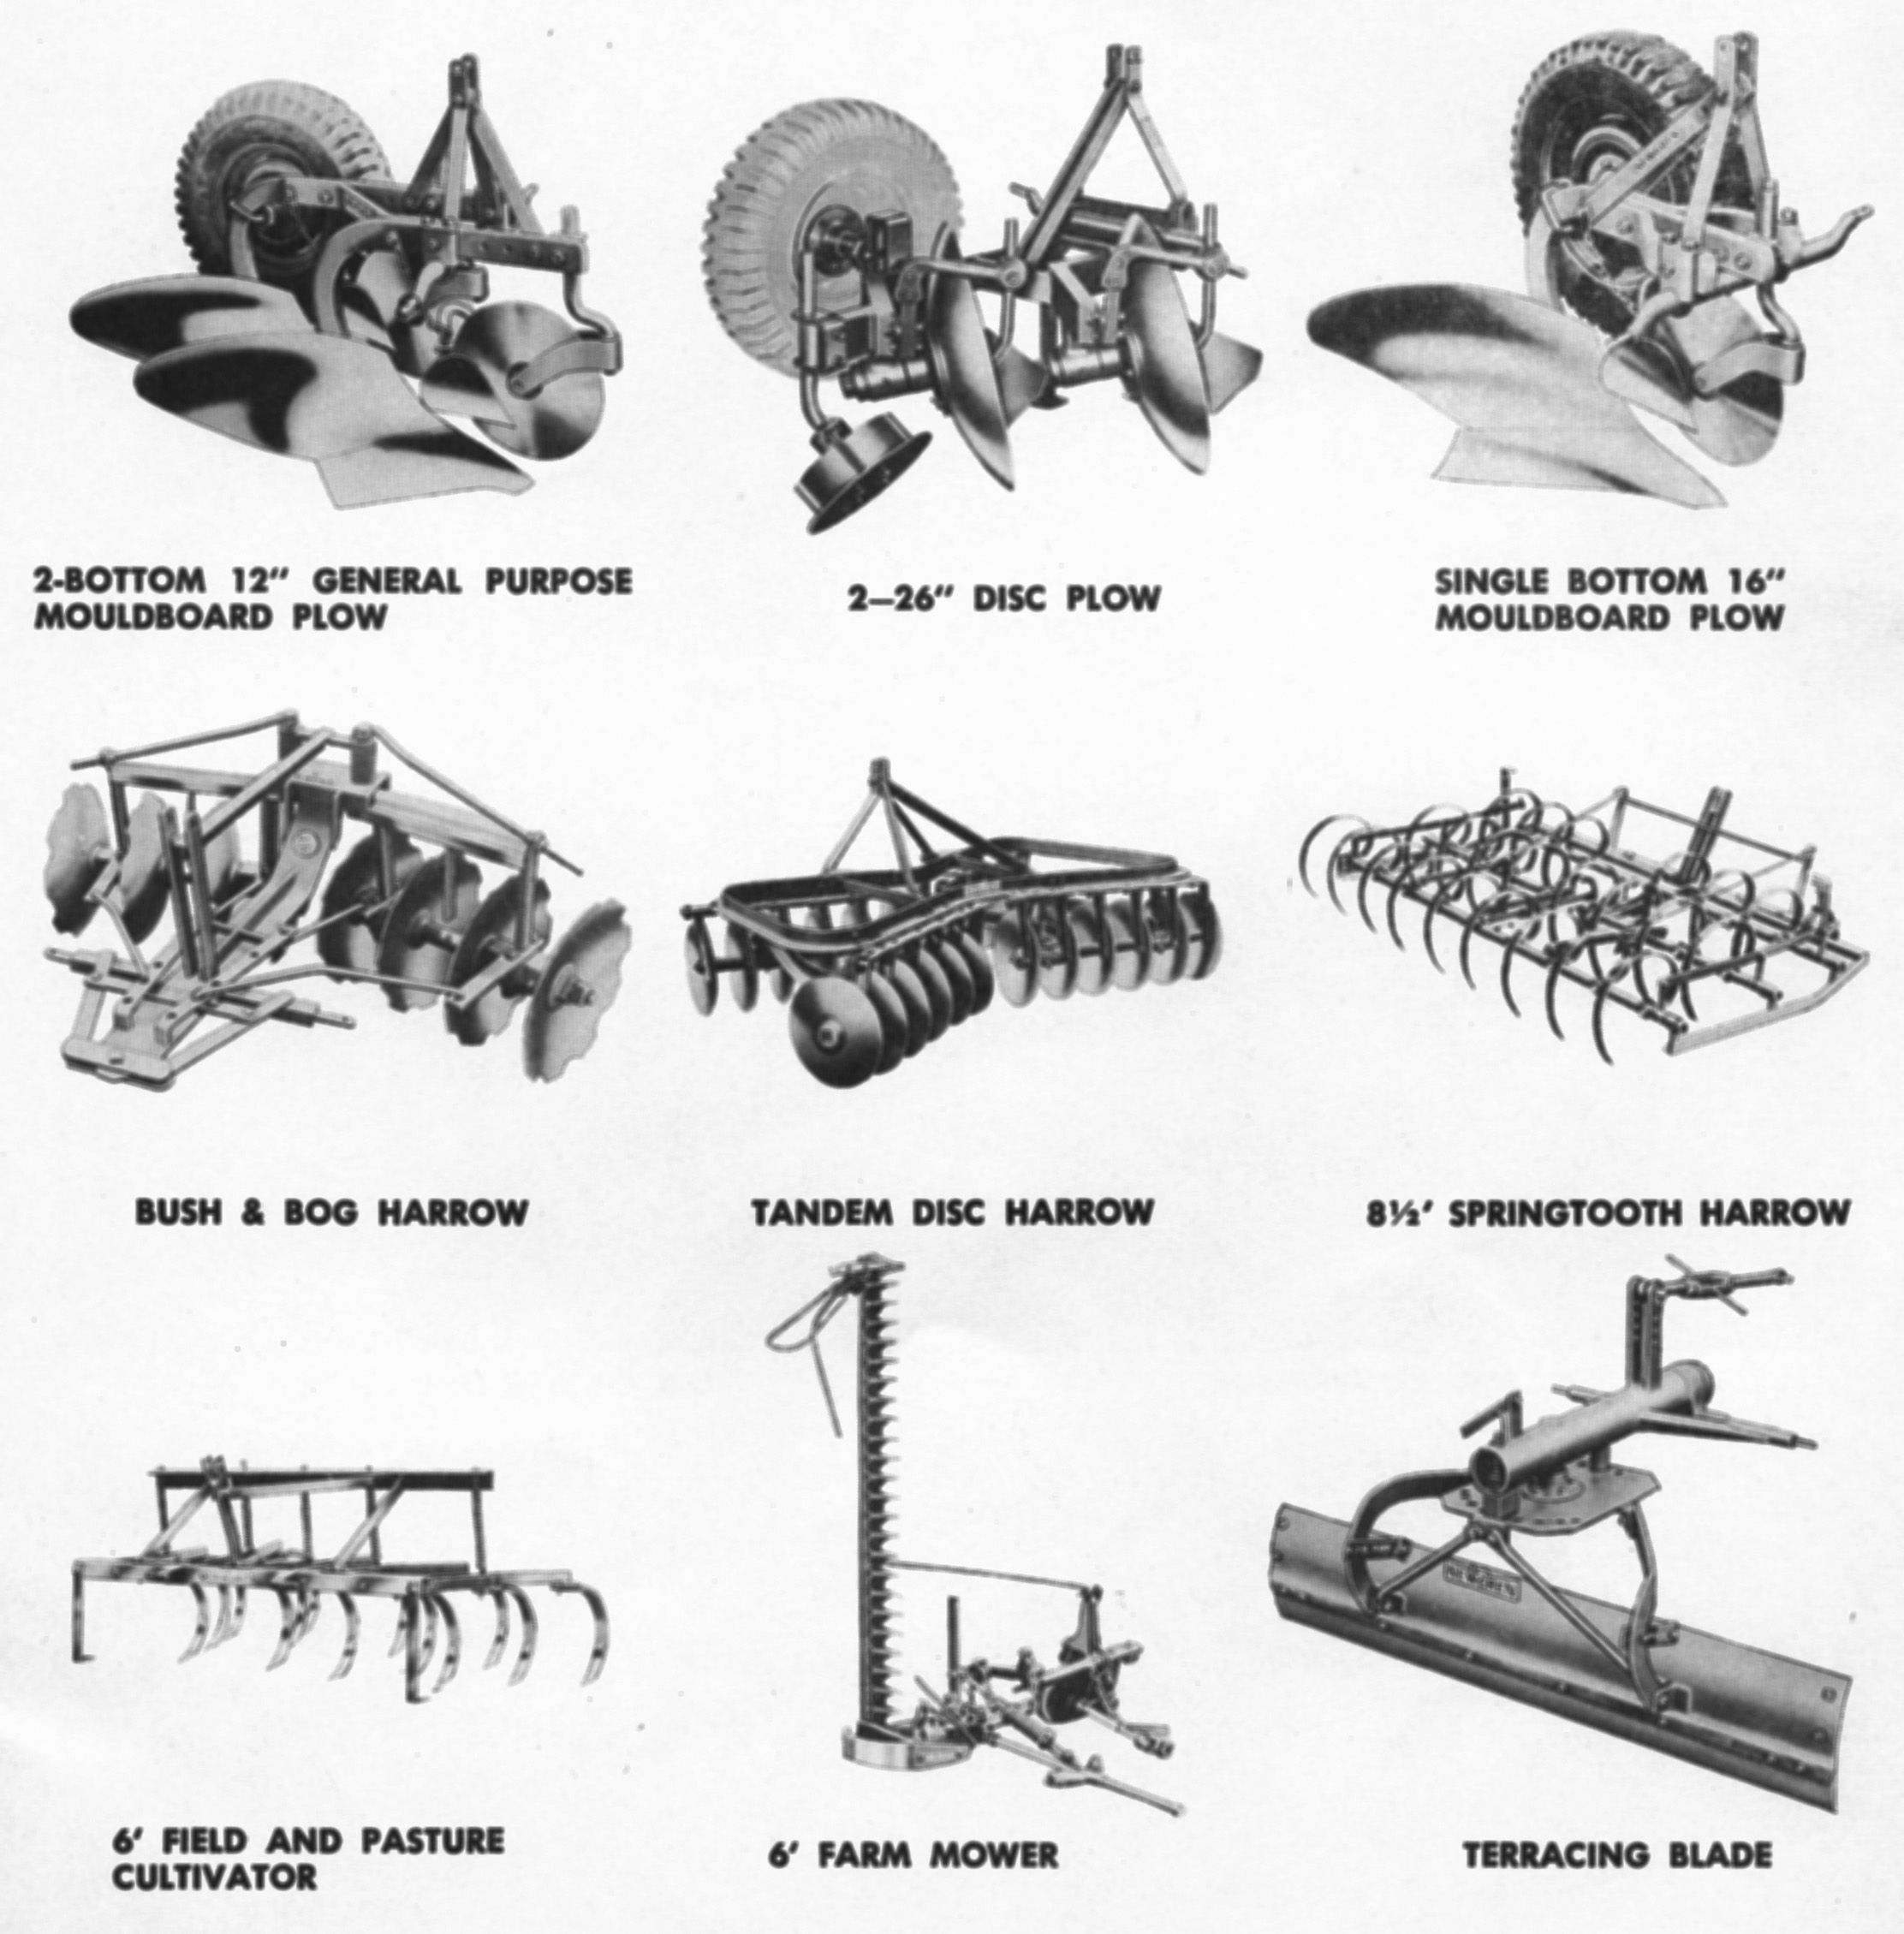 2-BOTTOM 12" GENERAL PURPOSE
MOULDBOARD PLOW
2—26" DISC PLOW
SINGLE BOTTOM 16"
MOULDBOARD PLOW
BUSH & BOG HARROW
TANDEM DISC HARROW
8½' SPRINGTOOTH HARROW
6' FIELD AND PASTURE
CULTIVATOR
6' FARM MOWER
TERRACING BLADE